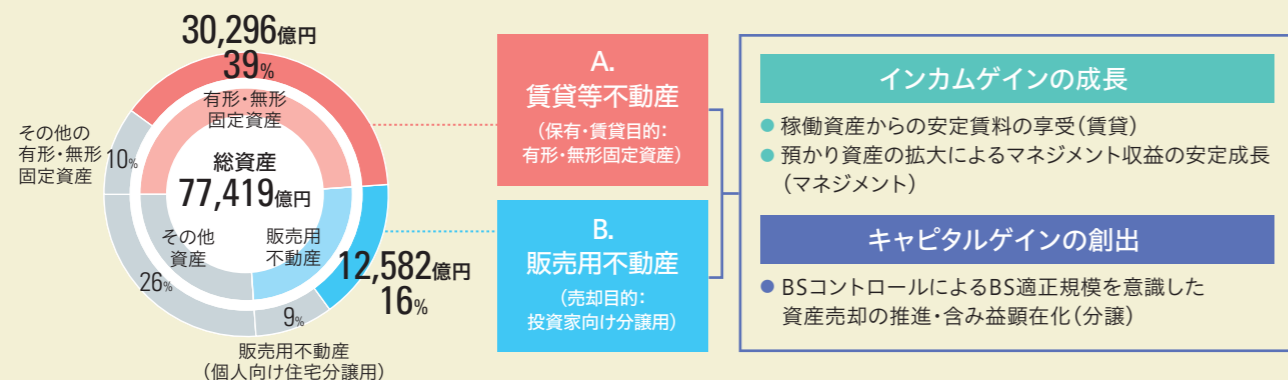 30,296億円
39%
有形・無形
固定資産
その他の
有形・無形
固定資産
10%
総資産
77,419億円
その他
資産
販売用
不動産
26%
9%
12,582億円
16%
販売用不動産
（個人向け住宅分譲用）
A.
賃貸等不動産
（保有・賃貸目的：
有形・無形固定資産）
B.
販売用不動産
（売却目的：
投資家向け分譲用）
インカムゲインの成長
● 稼働資産からの安定賃料の享受（賃貸）
● 預かり資産の拡大によるマネジメント収益の安定成長
（マネジメント）
キャピタルゲインの創出
● BSコントロールによるBS適正規模を意識した
資産売却の推進・含み益顕在化（分譲）